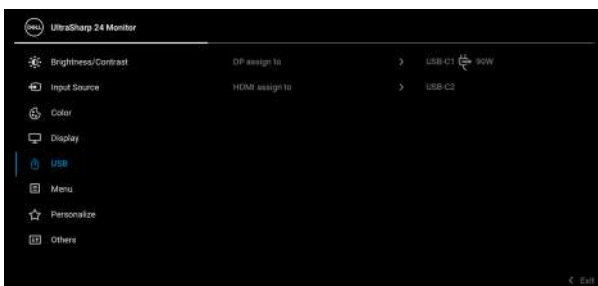 DELL UltraSharp 24 Monitor
Brightness/Contrast DP assign to > USB-C1 90W
Input Source HDMI assign to > USB-C2
Color
Display
USB
Menu
Personalize
Others
< Exit